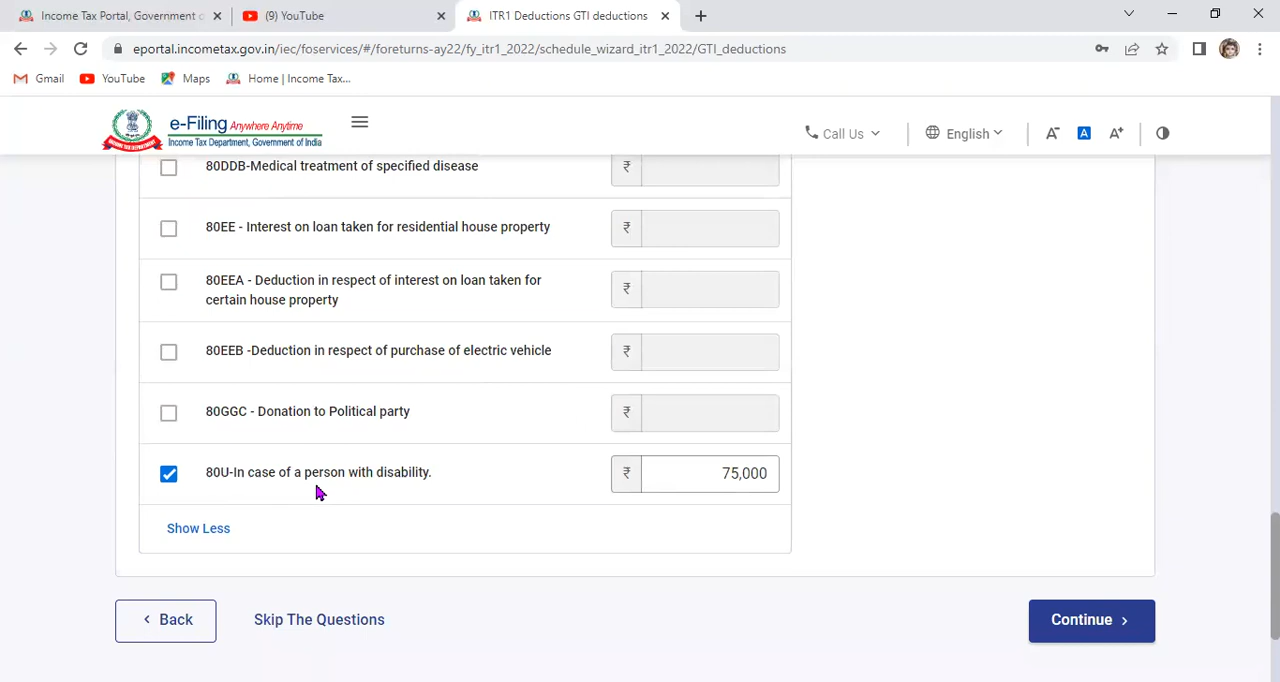 Income Tax Portal, Government o
(9) YouTube
ITR1 Deductions GTI deductions
eportal.incometax.gov.in/iec/foservices/#/foreturns-ay22/fy_itr1_2022/schedule_wizard_itr1_2022/GTI_deductions
Gmail
YouTube
Maps
Home | Income Tax...
e-Filing Anywhere Anytime
Income Tax Department, Government of India
Call Us
English
A-
A
A+
80DDB-Medical treatment of specified disease
₹
80EE - Interest on loan taken for residential house property
₹
80EEA - Deduction in respect of interest on loan taken for
certain house property
₹
80EEB -Deduction in respect of purchase of electric vehicle
₹
80GGC - Donation to Political party
₹
80U-In case of a person with disability.
₹ 75,000
Show Less
Back
Skip The Questions
Continue